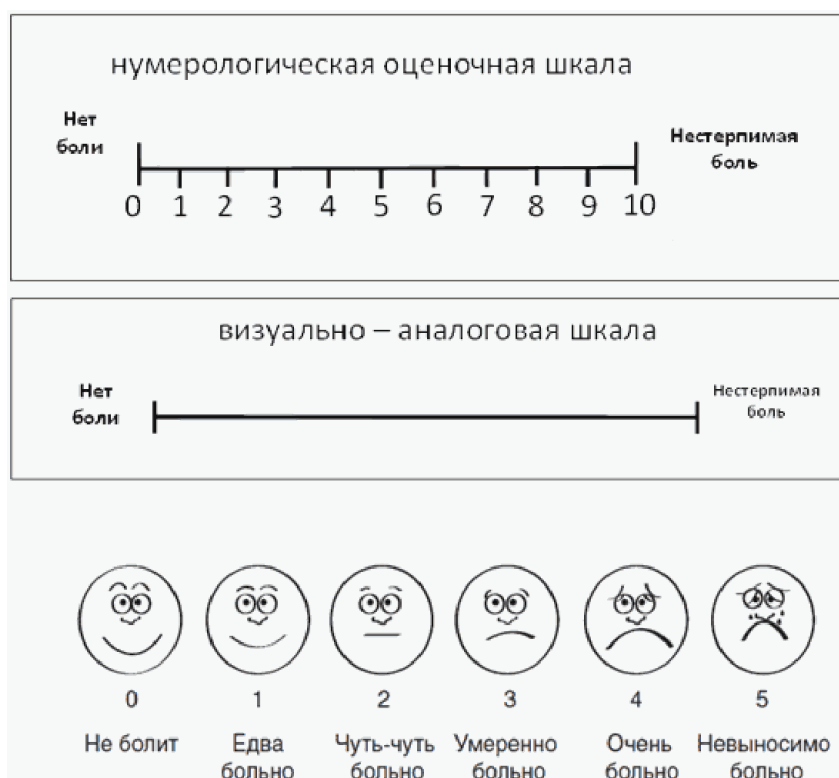 нумерологическая оценочная шкала
Нет
боли
Нестерпимая
боль
0 1 2 3 4 5 6 7 8 9 10
визуально – аналоговая шкала
Нет
боли
Нестерпимая
боль
0 1 2 3 4 5
Не болит Едва Чуть-чуть Умеренно Очень Невыносимо
больно больно больно больно больно